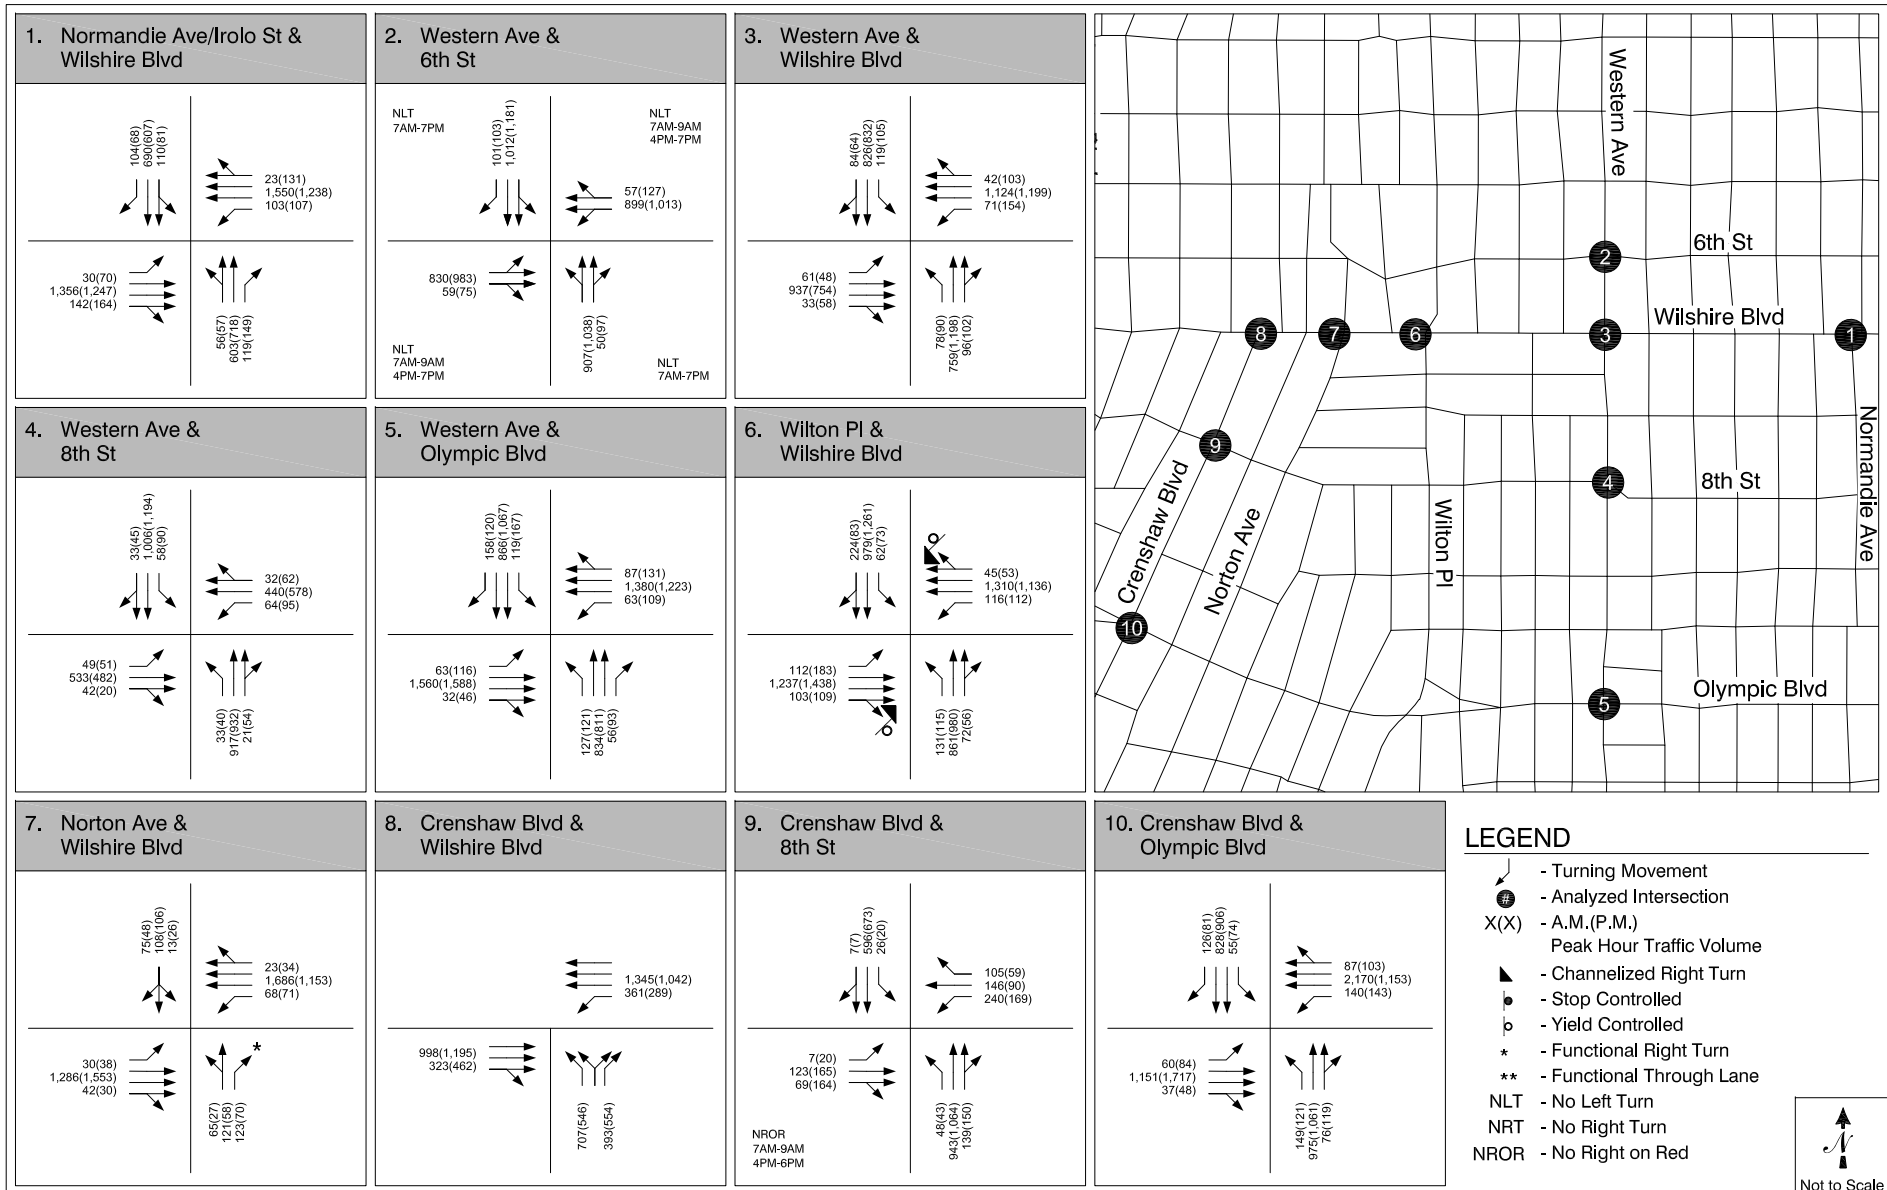 1. Normandie Ave/Irolo St &
Wilshire Blvd
104(68)
690(607)
110(81)
23(131)
1,550(1,238)
103(107)
30(70)
1,356(1,247)
142(164)
56(57)
603(718)
119(149)
2. Western Ave &
6th St
NLT
7AM-7PM
101(103)
1,012(1,181)
NLT
7AM-9AM
4PM-7PM
57(127)
899(1,013)
830(983)
59(75)
NLT
7AM-9AM
4PM-7PM
907(1,038)
50(97)
NLT
7AM-7PM
3. Western Ave &
Wilshire Blvd
84(64)
826(832)
119(105)
42(103)
1,124(1,199)
71(154)
61(48)
937(754)
33(58)
78(90)
759(1,198)
96(102)
4. Western Ave &
8th St
33(45)
1,006(1,194)
58(90)
32(62)
440(578)
64(95)
49(51)
533(482)
42(20)
33(40)
917(932)
21(54)
5. Western Ave &
Olympic Blvd
158(120)
866(1,067)
119(167)
87(131)
1,380(1,223)
63(109)
63(116)
1,560(1,588)
32(46)
127(121)
834(811)
56(93)
6. Wilton Pl &
Wilshire Blvd
224(83)
979(1,261)
62(73)
45(53)
1,310(1,136)
116(112)
112(183)
1,237(1,438)
103(109)
131(115)
861(980)
72(56)
7. Norton Ave &
Wilshire Blvd
75(48)
108(106)
13(26)
23(34)
1,686(1,153)
68(71)
30(38)
1,286(1,553)
42(30)
*
65(27)
121(58)
123(70)
8. Crenshaw Blvd &
Wilshire Blvd
1,345(1,042)
361(289)
998(1,195)
323(462)
707(546)
393(554)
9. Crenshaw Blvd &
8th St
7(7)
596(673)
26(20)
105(59)
146(90)
240(169)
7(20)
123(165)
69(164)
NROR
7AM-9AM
4PM-6PM
48(43)
943(1,064)
139(150)
10. Crenshaw Blvd &
Olympic Blvd
126(81)
828(906)
55(74)
87(103)
2,170(1,153)
140(143)
60(84)
1,151(1,717)
37(48)
149(121)
975(1,061)
76(119)
Western Ave
6th St
2
Wilshire Blvd
8
7
6
3
1
9
4
8th St
Normandie Ave
Crenshaw Blvd
Norton Ave
Wilton Pl
10
5
Olympic Blvd
LEGEND
- Turning Movement
# - Analyzed Intersection
X(X) - A.M.(P.M.)
Peak Hour Traffic Volume
- Channelized Right Turn
- Stop Controlled
- Yield Controlled
* - Functional Right Turn
** - Functional Through Lane
NLT - No Left Turn
NRT - No Right Turn
NROR - No Right on Red
N
Not to Scale